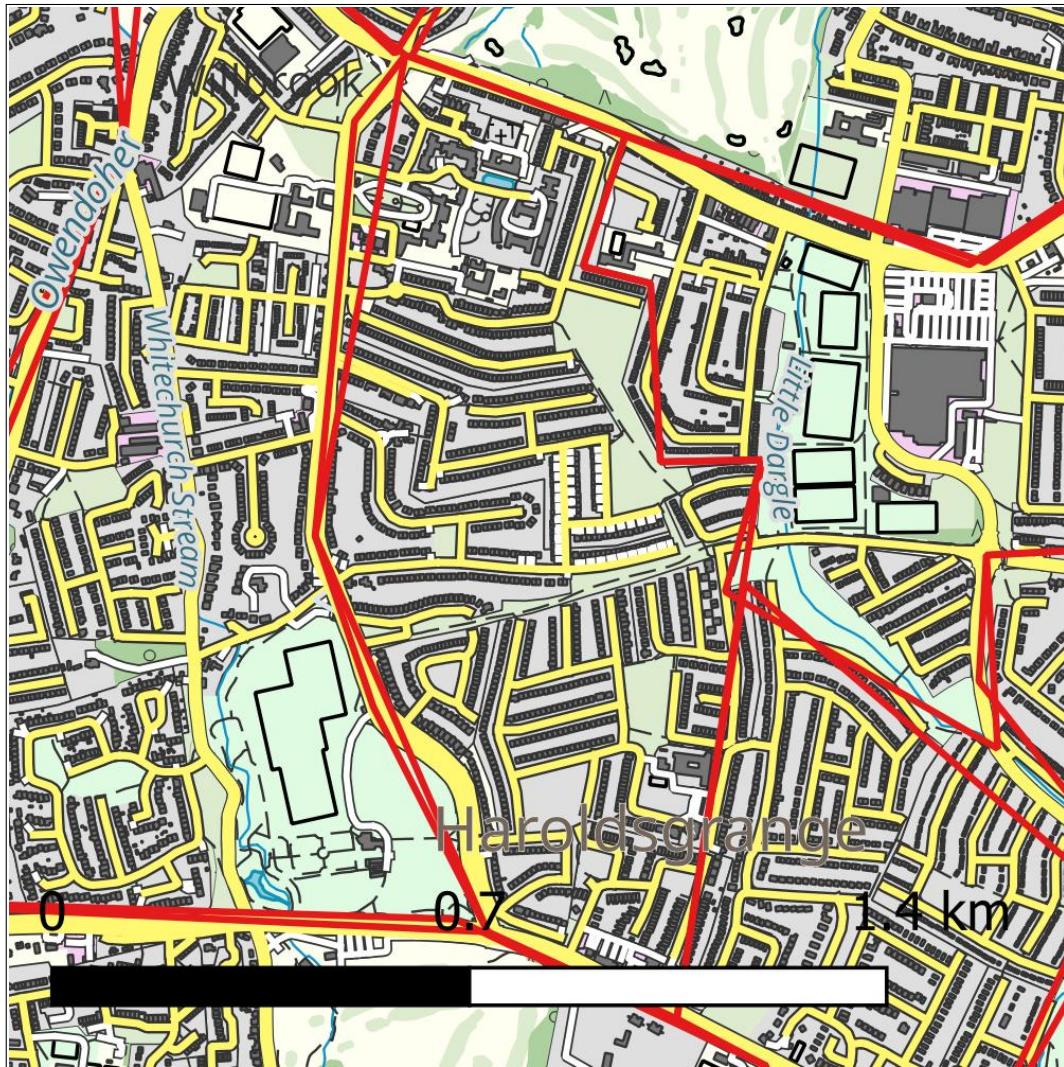 Willbrook
Owendoher
Whitechurch Stream
Little Dargle
Haroldsgrange
0 0.7 1.4 km